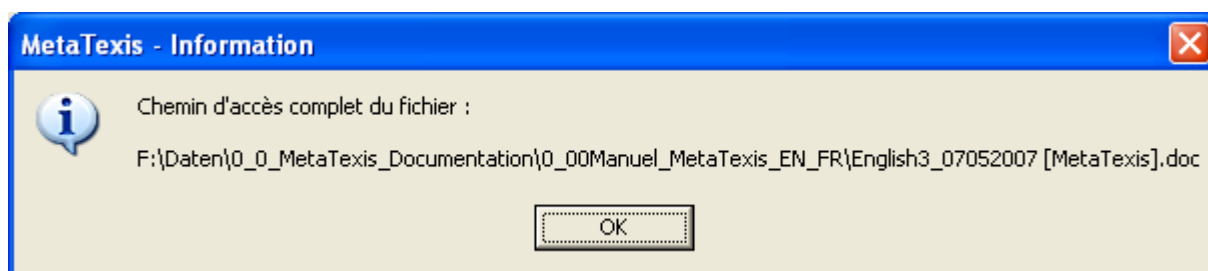 MetaTexis - Information
Chemin d'accès complet du fichier :
F:\Daten\0_0_MetaTexis_Documentation\0_00Manuel_MetaTexis_EN_FR\English3_07052007 [MetaTexis].doc
OK